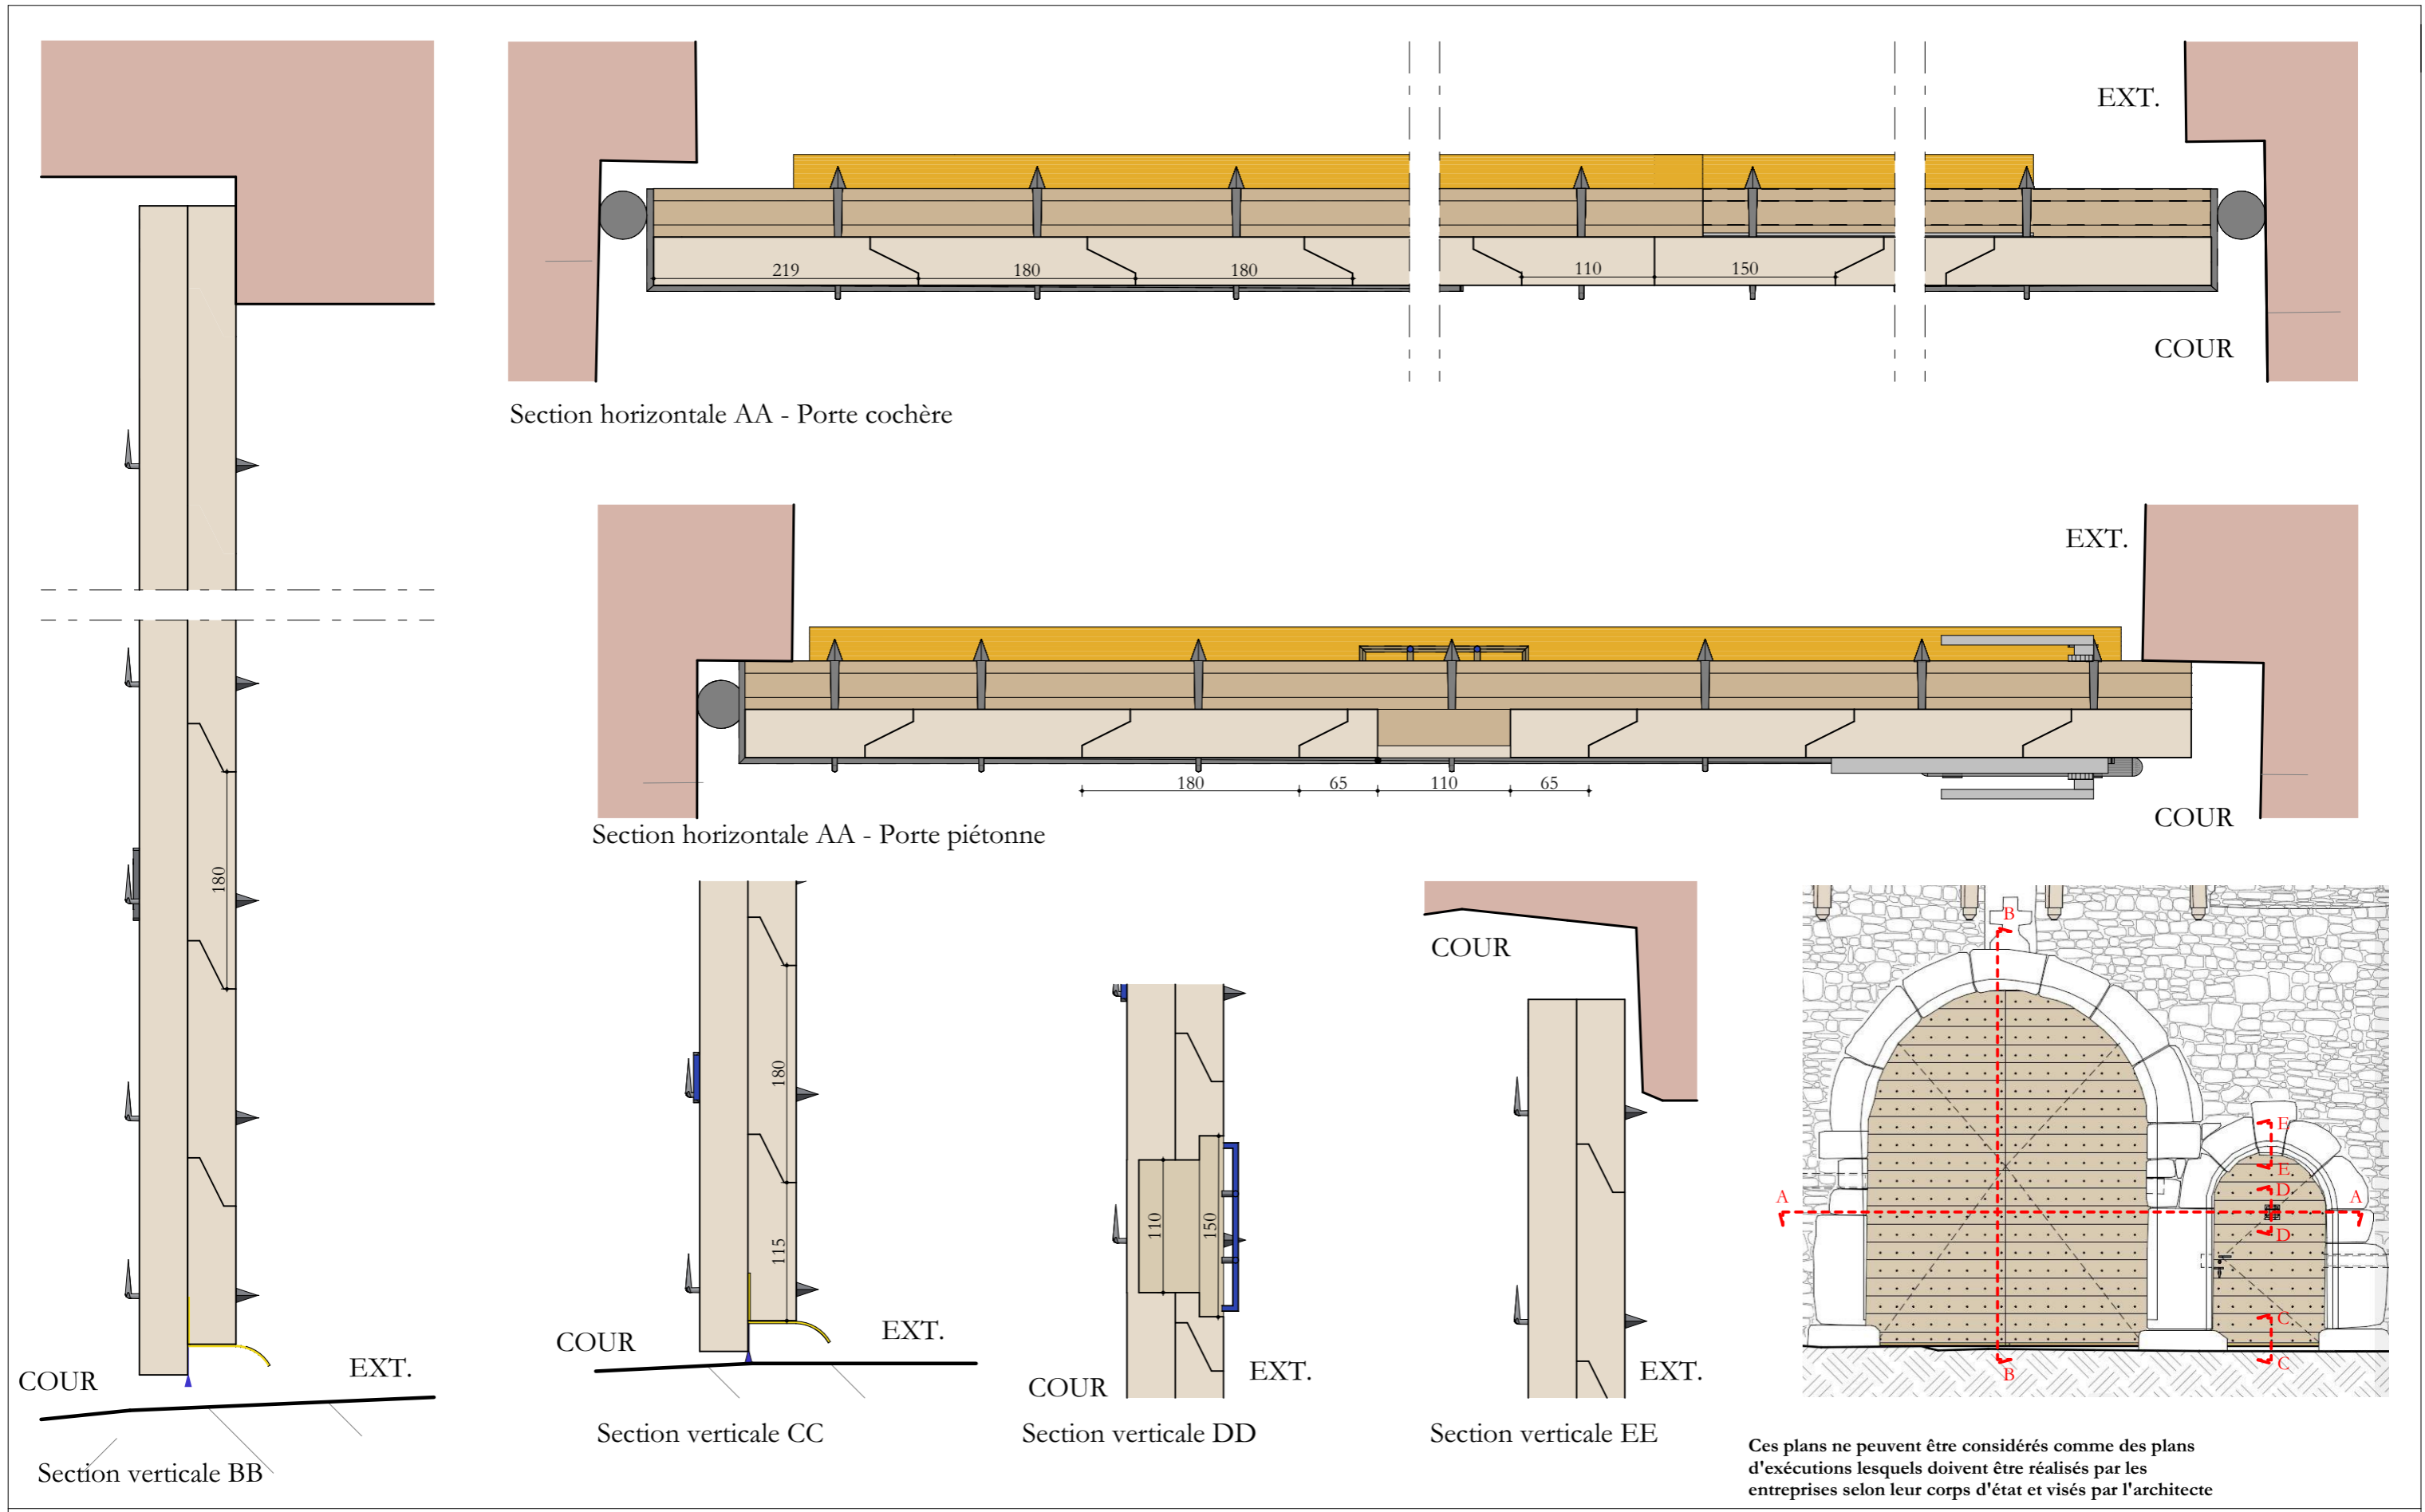 EXT.
219
180
180
110
150
COUR
Section horizontale AA - Porte cochère
EXT.
180
65
110
65
COUR
Section horizontale AA - Porte piétonne
180
COUR
EXT.
Section verticale BB
180
115
COUR
EXT.
Section verticale CC
110
150
COUR
EXT.
Section verticale DD
COUR
EXT.
Section verticale EE
B
E
E
A
D
A
D
C
B
C
Ces plans ne peuvent être considérés comme des plans
d'exécutions lesquels doivent être réalisés par les
entreprises selon leur corps d'état et visés par l'architecte